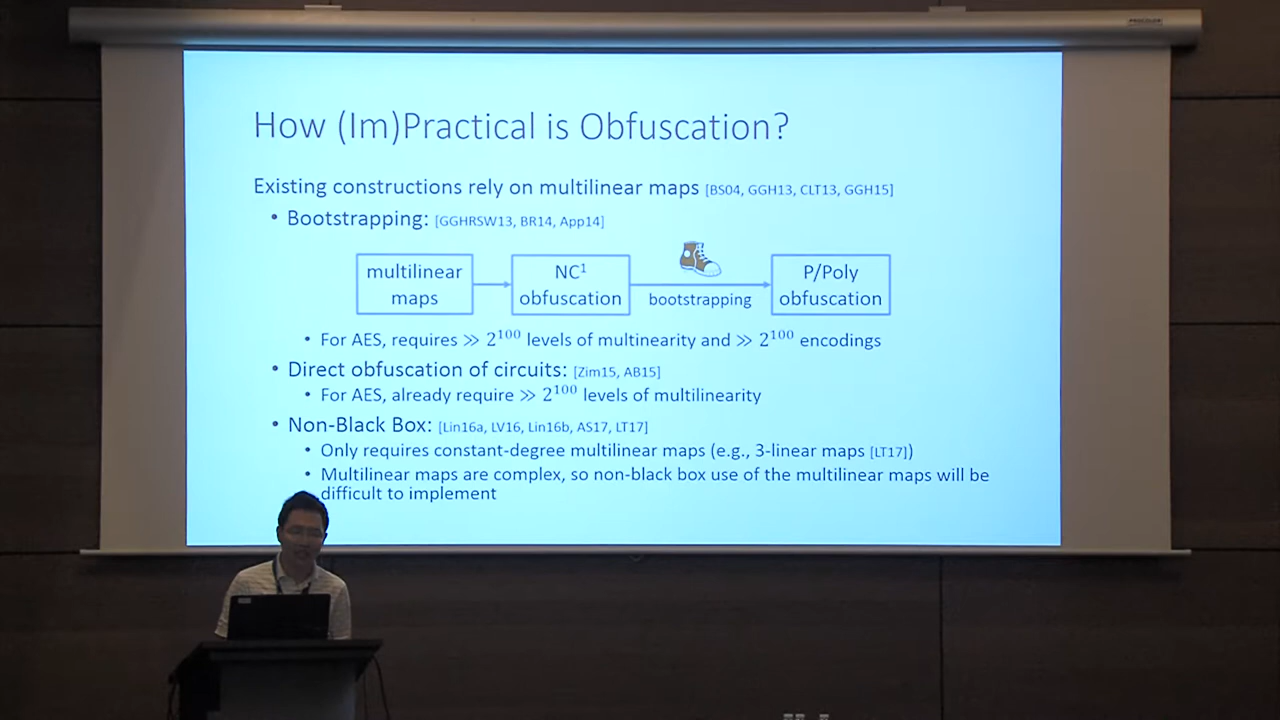 PROCOLOR
How (Im)Practical is Obfuscation?
Existing constructions rely on multilinear maps [BS04, GGH13, CLT13, GGH15]
• Bootstrapping: [GGHRSW13, BR14, App14]
multilinear
maps
NC¹
obfuscation
bootstrapping
P/Poly
obfuscation
• For AES, requires ≫ 2¹⁰⁰ levels of multinearity and ≫ 2¹⁰⁰ encodings
• Direct obfuscation of circuits: [Zim15, AB15]
• For AES, already require ≫ 2¹⁰⁰ levels of multilinearity
• Non-Black Box: [Lin16a, LV16, Lin16b, AS17, LT17]
• Only requires constant-degree multilinear maps (e.g., 3-linear maps [LT17])
• Multilinear maps are complex, so non-black box use of the multilinear maps will be
difficult to implement